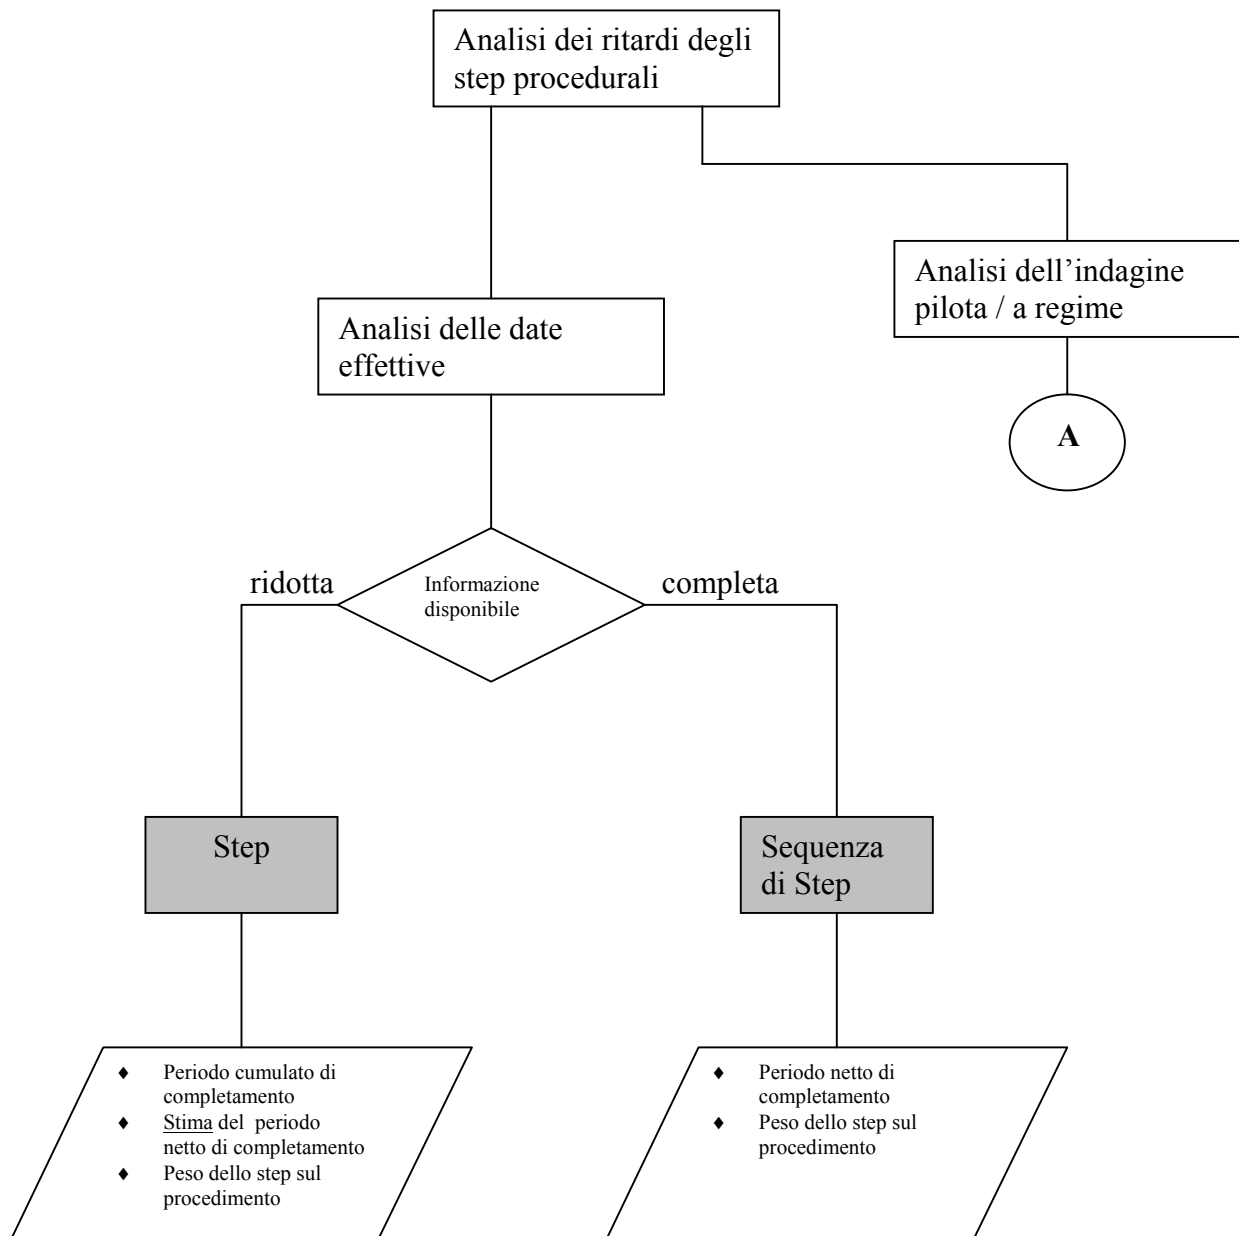 Analisi dei ritardi degli
step procedurali
Analisi dell’indagine
pilota / a regime
Analisi delle date
effettive
A
ridotta
Informazione
disponibile
completa
Step
Sequenza
di Step
♦ Periodo cumulato di
completamento
♦ Stima del periodo
netto di completamento
♦ Peso dello step sul
procedimento
♦ Periodo netto di
completamento
♦ Peso dello step sul
procedimento